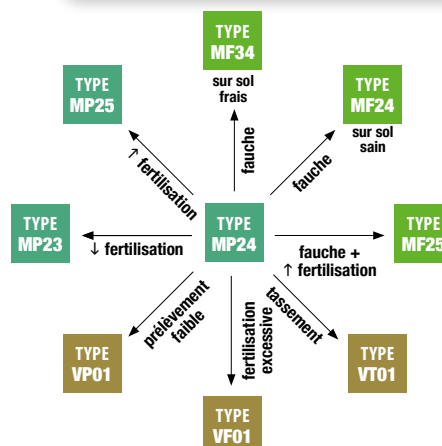 TYPE
MF34
sur sol
frais
TYPE
MP25
TYPE
MF24
sur sol
sain
↑ fertilisation
fauche
fauche
TYPE
MP23
↓ fertilisation
TYPE
MP24
fauche +
↑ fertilisation
TYPE
MF25
prélèvement
faible
fertilisation
excessive
tassement
TYPE
VP01
TYPE
VF01
TYPE
VT01